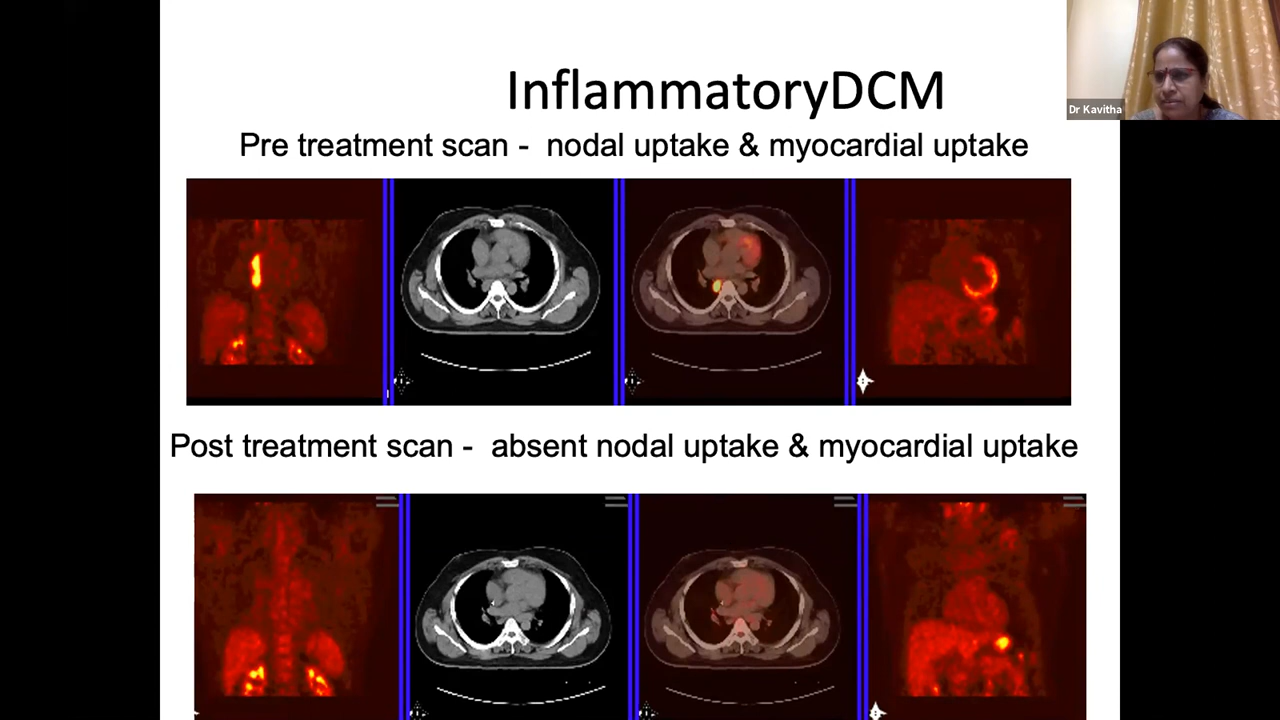 InflammatoryDCM
Dr Kavitha
Pre treatment scan - nodal uptake & myocardial uptake
Post treatment scan - absent nodal uptake & myocardial uptake